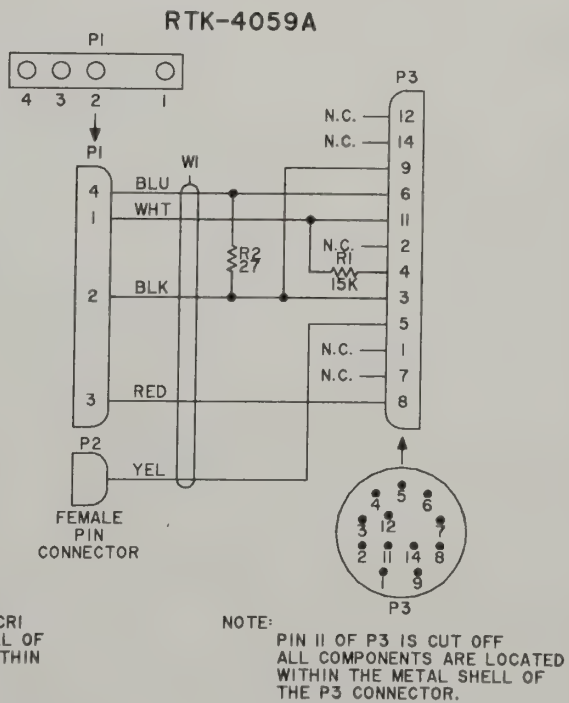 RTK-4059A
P1
4 3 2 1
P1
4 BLU
1 WHT
2 BLK
3 RED
W1
R2
27
P2
YEL
FEMALE
PIN
CONNECTOR
P3
N.C. 12
N.C. 14
9
6
11
N.C. 2
R1
15K
4
3
5
N.C. 1
N.C. 7
8
5
4 6
3 12 7
2 11 14 8
1 9
P3
CRI
L OF
THIN
NOTE:
PIN 11 OF P3 IS CUT OFF
ALL COMPONENTS ARE LOCATED
WITHIN THE METAL SHELL OF
THE P3 CONNECTOR.